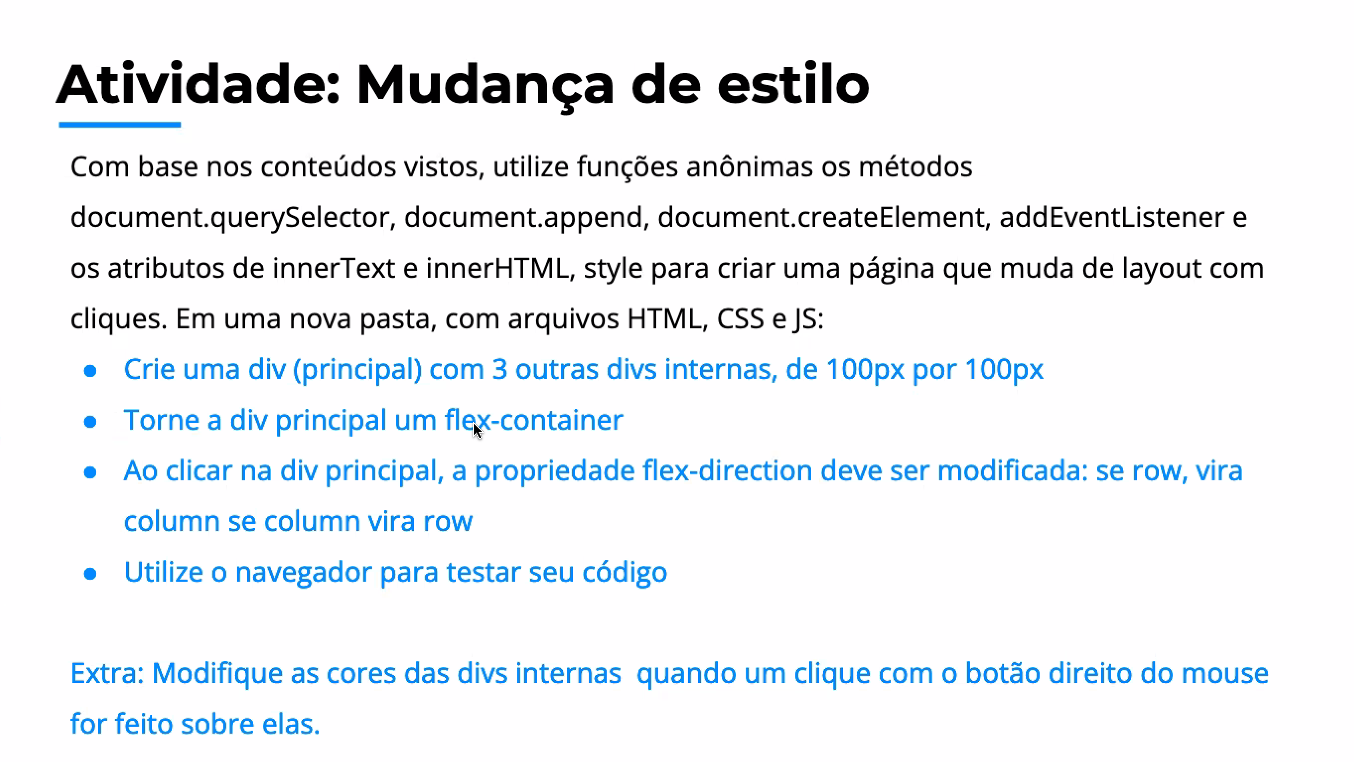 Atividade: Mudança de estilo
Com base nos conteúdos vistos, utilize funções anônimas os métodos
document.querySelector, document.append, document.createElement, addEventListener e
os atributos de innerText e innerHTML, style para criar uma página que muda de layout com
cliques. Em uma nova pasta, com arquivos HTML, CSS e JS:
● Crie uma div (principal) com 3 outras divs internas, de 100px por 100px
● Torne a div principal um flex-container
● Ao clicar na div principal, a propriedade flex-direction deve ser modificada: se row, vira
column se column vira row
● Utilize o navegador para testar seu código
Extra: Modifique as cores das divs internas  quando um clique com o botão direito do mouse
for feito sobre elas.